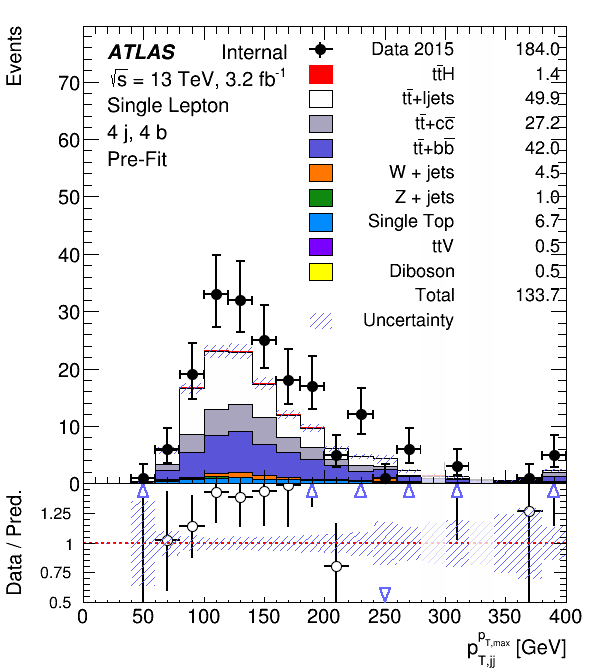 Events
ATLAS Internal
√s = 13 TeV, 3.2 fb-1
Single Lepton
4 j, 4 b
Pre-Fit
Data 2015 184.0
tt̄H 1.4
tt̄+ljets 49.9
tt̄+cc̄ 27.2
tt̄+bb̄ 42.0
W + jets 4.5
Z + jets 1.0
Single Top 6.7
ttV 0.5
Diboson 0.5
Total 133.7
Uncertainty
70
60
50
40
30
20
10
0
Data / Pred.
1.25
1
0.75
0.5
0 50 100 150 200 250 300 350 400
p_{T,jj}^{p_{T,max}} [GeV]